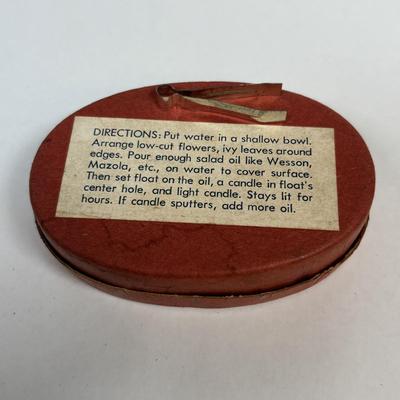 DIRECTIONS: Put water in a shallow bowl.
Arrange low-cut flowers, ivy leaves around
edges. Pour enough salad oil like Wesson,
Mazola, etc., on water to cover surface.
Then set float on the oil, a candle in float's
center hole, and light candle. Stays lit for
hours. If candle sputters, add more oil.